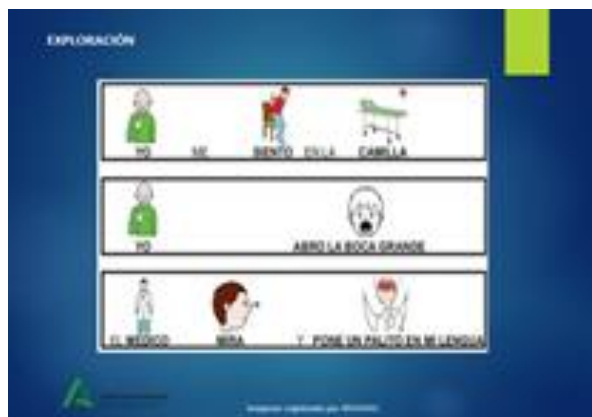 EXPLORACIÓN
YO ME SIENTO EN LA CAMILLA
YO ABRO LA BOCA GRANDE
EL MÉDICO MIRA Y PONE UN PALITO EN MI LENGUA